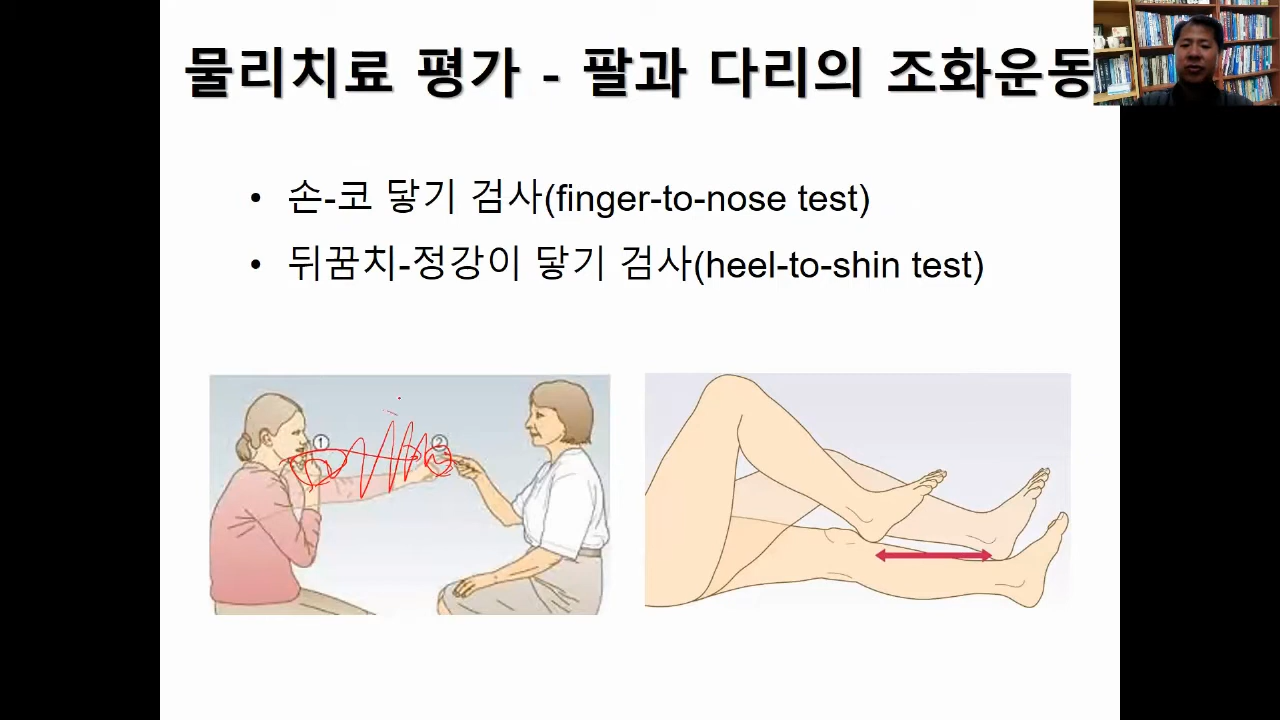 물리치료 평가 - 팔과 다리의 조화운동
• 손-코 닿기 검사(finger-to-nose test)
• 뒤꿈치-정강이 닿기 검사(heel-to-shin test)
① ②